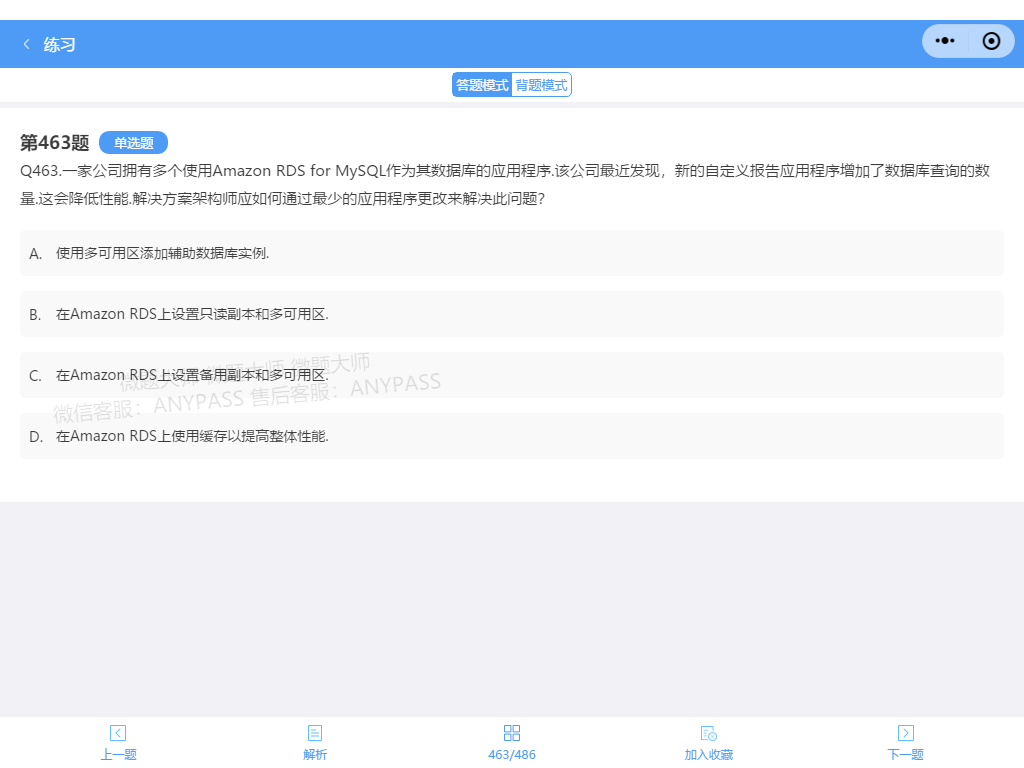 练习
答题模式 背题模式
第463题 单选题
Q463.一家公司拥有多个使用Amazon RDS for MySQL作为其数据库的应用程序.该公司最近发现，新的自定义报告应用程序增加了数据库查询的数
量.这会降低性能.解决方案架构师应如何通过最少的应用程序更改来解决此问题?
A. 使用多可用区添加辅助数据库实例.
B. 在Amazon RDS上设置只读副本和多可用区.
C. 在Amazon RDS上设置备用副本和多可用区.
微题大师 微题大师 微题大师
微信客服：ANYPASS 售后客服：ANYPASS
D. 在Amazon RDS上使用缓存以提高整体性能.
上一题 解析 463/486 加入收藏 下一题